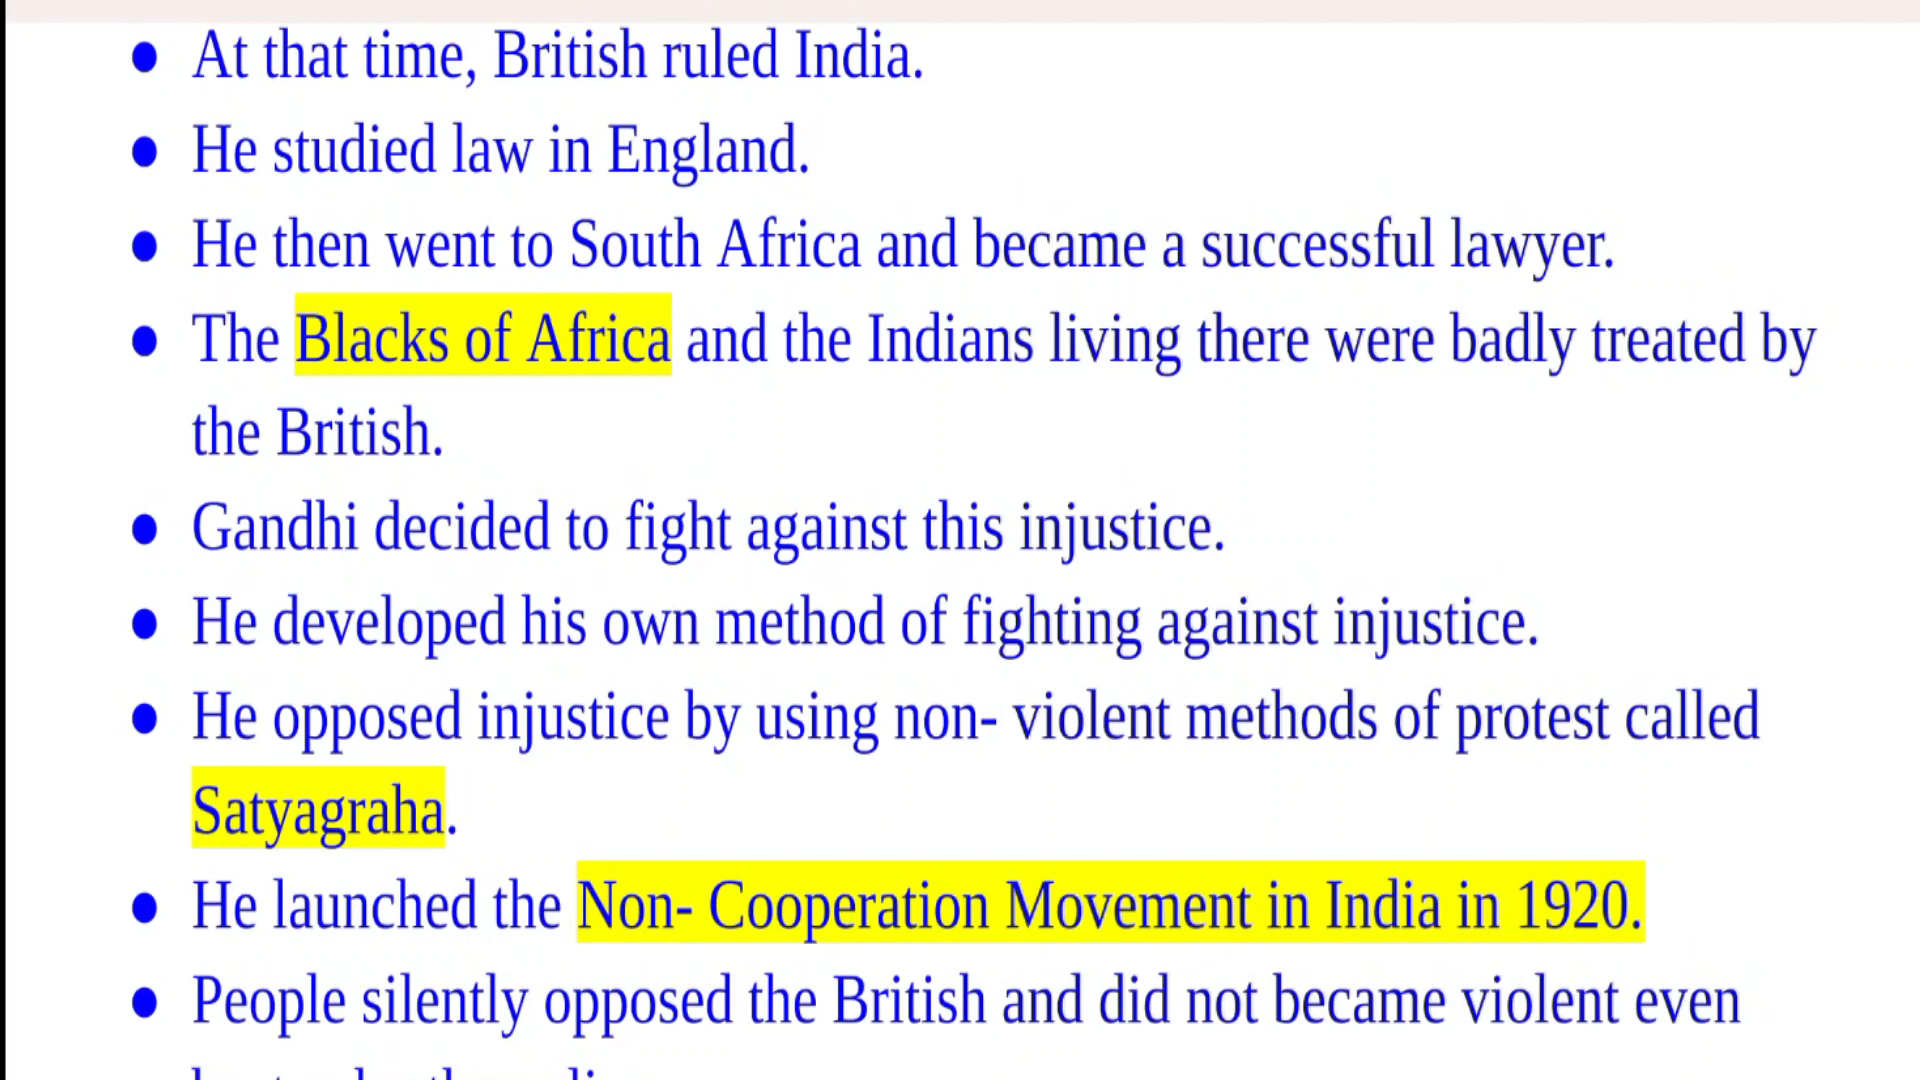 ● At that time, British ruled India.
● He studied law in England.
● He then went to South Africa and became a successful lawyer.
● The Blacks of Africa and the Indians living there were badly treated by
the British.
● Gandhi decided to fight against this injustice.
● He developed his own method of fighting against injustice.
● He opposed injustice by using non- violent methods of protest called
Satyagraha.
● He launched the Non- Cooperation Movement in India in 1920.
● People silently opposed the British and did not became violent even